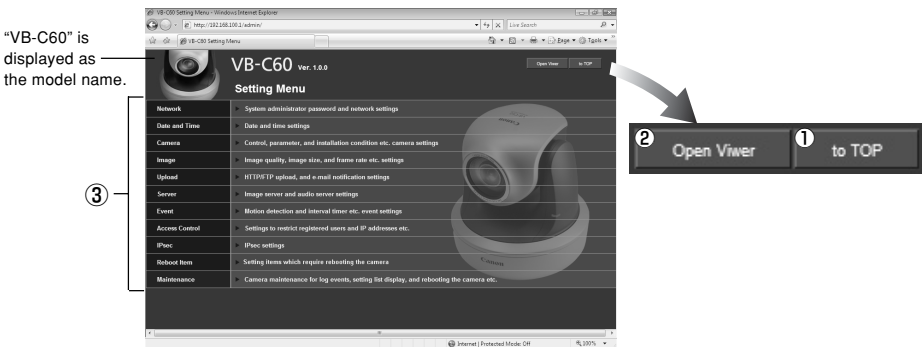 VB-C60 Setting Menu - Windows Internet Explorer
http://192.168.100.1/admin/
Live Search
VB-C60 Setting Menu
Page
Tools
"VB-C60" is
displayed as
the model name.
VB-C60 Ver. 1.0.0
Open Viwer
to TOP
Setting Menu
Network
System administrator password and network settings
Date and Time
Date and time settings
Camera
Control, parameter, and installation condition etc. camera settings
Image
Image quality, image size, and frame rate etc. settings
Upload
HTTP/FTP upload, and e-mail notification settings
Server
Image server and audio server settings
Event
Motion detection and interval timer etc. event settings
Access Control
Settings to restrict registered users and IP addresses etc.
IPsec
IPsec settings
Reboot Item
Setting items which require rebooting the camera
Maintenance
Camera maintenance for log events, setting list display, and rebooting the camera etc.
Canon
Internet | Protected Mode: Off
100%
③
② Open Viwer
① to TOP